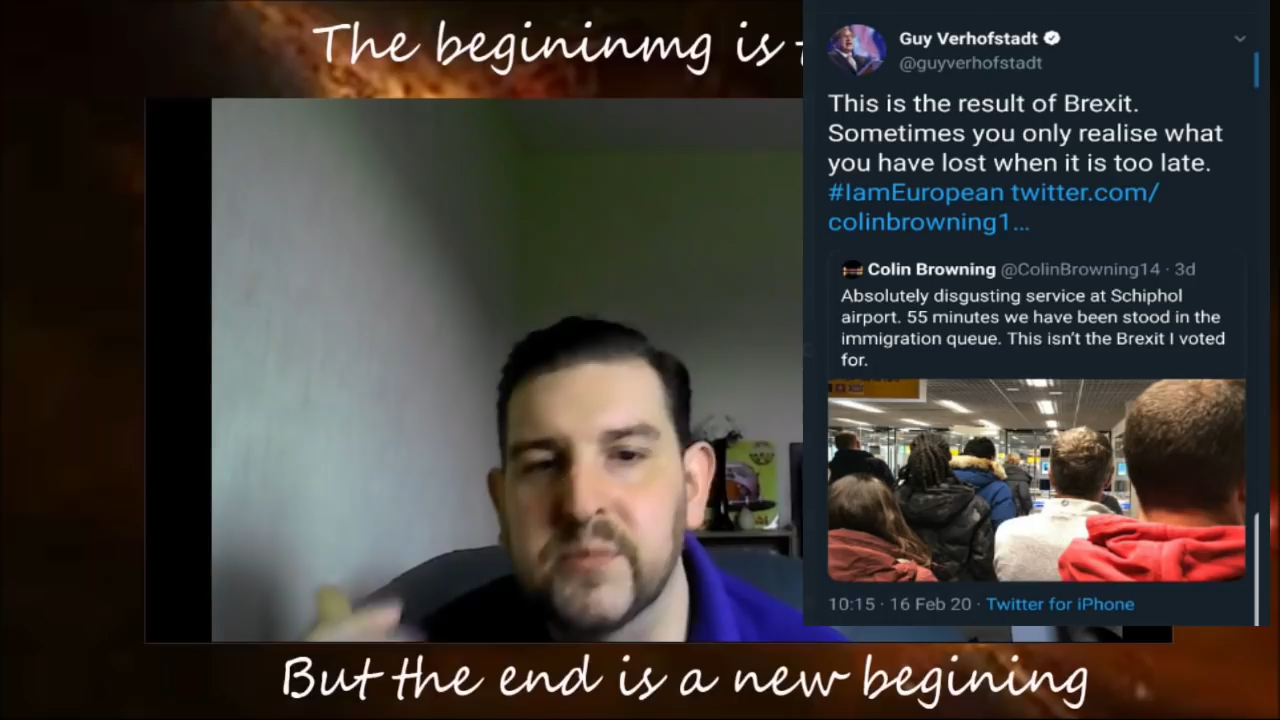 The begininmg is
Guy Verhofstadt
@guyverhofstadt
This is the result of Brexit.
Sometimes you only realise what
you have lost when it is too late.
#IamEuropean twitter.com/
colinbrowning1…
Colin Browning @ColinBrowning14 · 3d
Absolutely disgusting service at Schiphol
airport. 55 minutes we have been stood in the
immigration queue. This isn't the Brexit I voted
for.
10:15 · 16 Feb 20 · Twitter for iPhone
But the end is a new begining